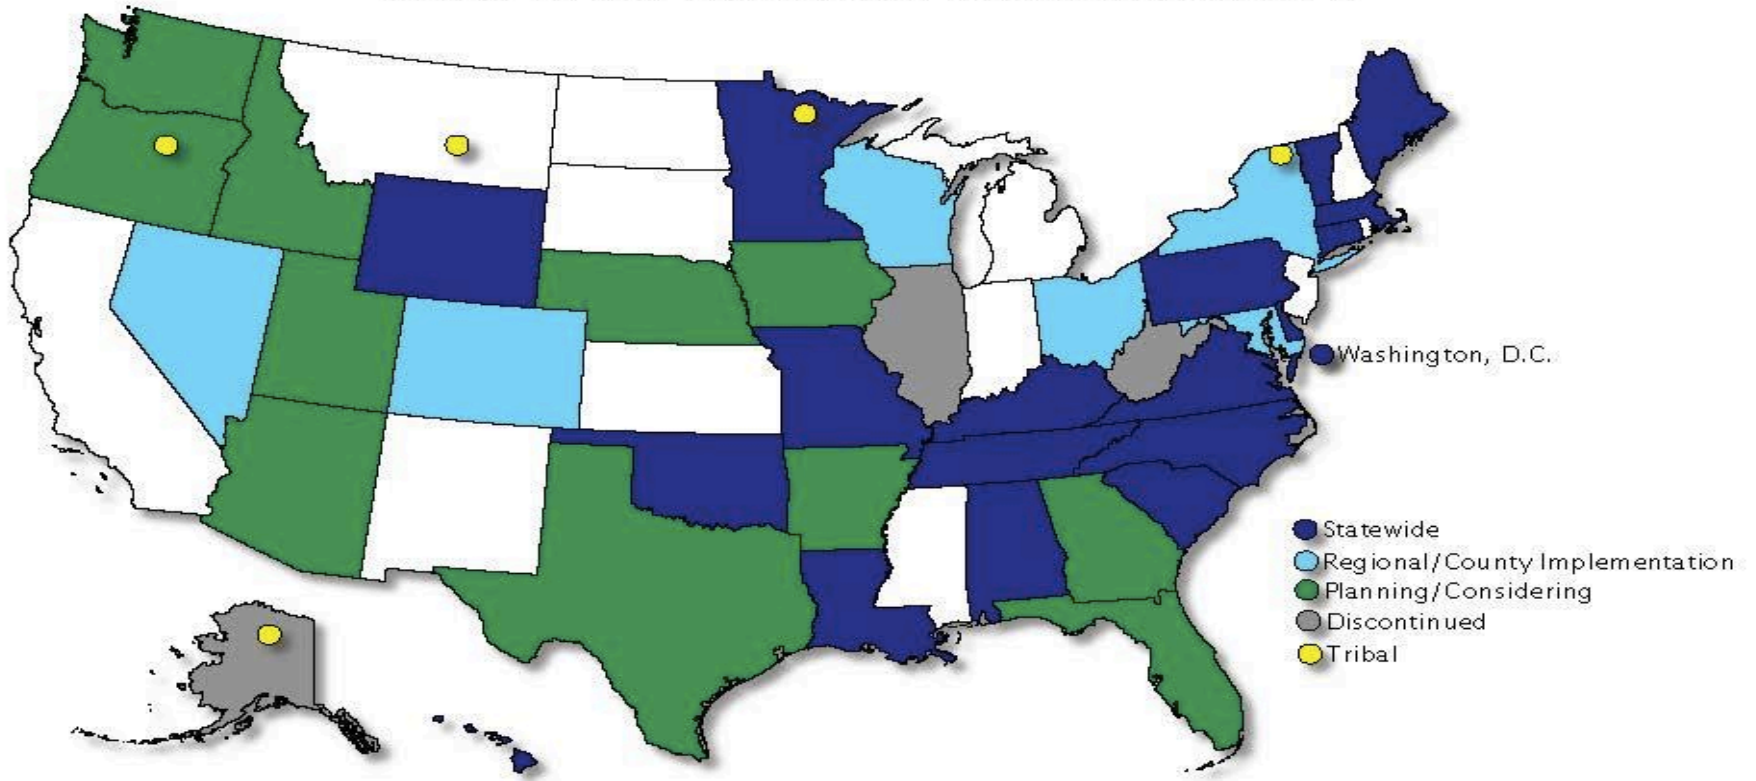 Washington, D.C.
Statewide
Regional/County Implementation
Planning/Considering
Discontinued
Tribal